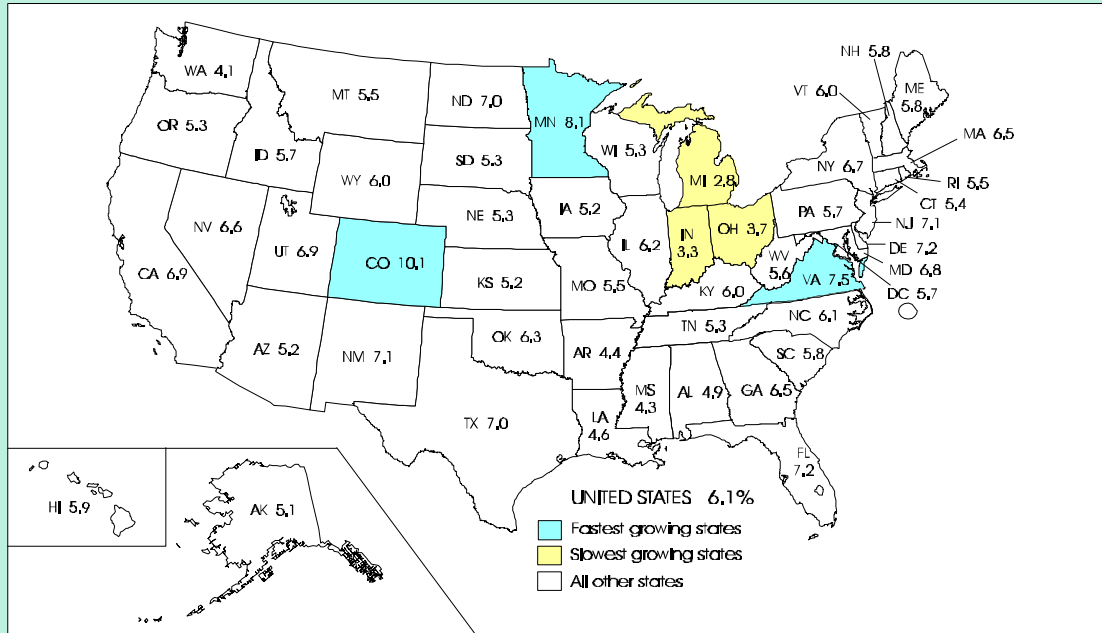 NH 5.8
WA 4.1
VT 6.0
ME
5.8
MT 5.5
ND 7.0
MN 8.1
OR 5.3
MA 6.5
ID 5.7
SD 5.3
WI 5.3
NY 6.7
MI 2.8
RI 5.5
WY 6.0
CT 5.4
NE 5.3
IA 5.2
PA 5.7
NJ 7.1
NV 6.6
UT 6.9
IL 6.2
IN
3.3
OH 3.7
DE 7.2
CO 10.1
WV
5.6
MD 6.8
CA 6.9
KS 5.2
MO 5.5
VA 7.5
DC 5.7
KY 6.0
NC 6.1
TN 5.3
AZ 5.2
NM 7.1
OK 6.3
AR 4.4
SC 5.8
MS
4.3
AL 4.9
GA 6.5
TX 7.0
LA
4.6
FL
7.2
HI 5.9
AK 5.1
UNITED STATES 6.1%
Fastest growing states
Slowest growing states
All other states